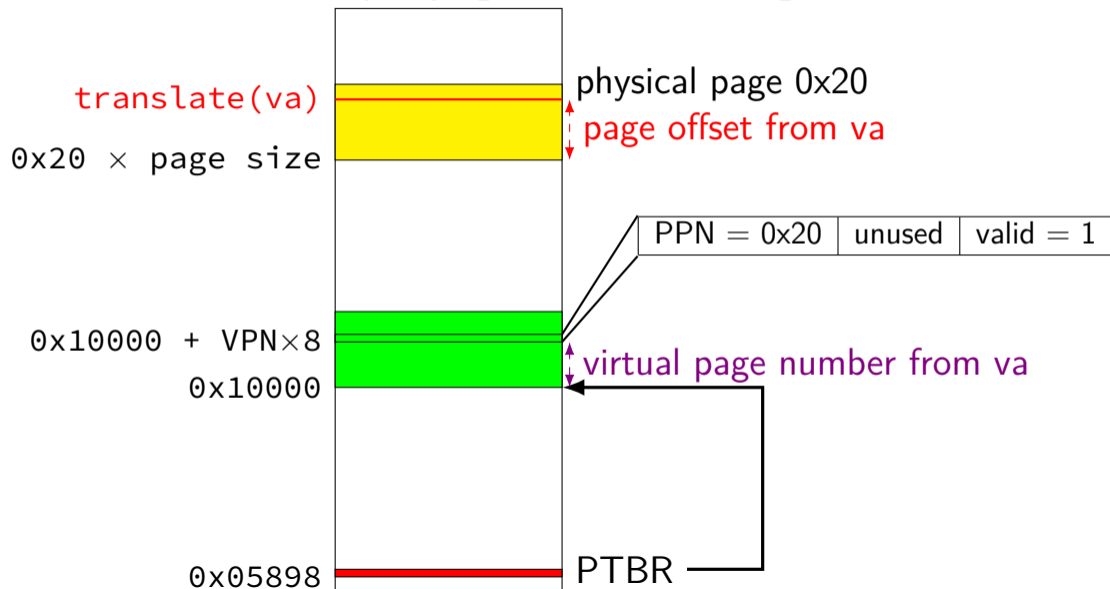 physical page 0x20
translate(va)
page offset from va
0x20 × page size
PPN = 0x20 unused valid = 1
0x10000 + VPN×8
virtual page number from va
0x10000
PTBR
0x05898